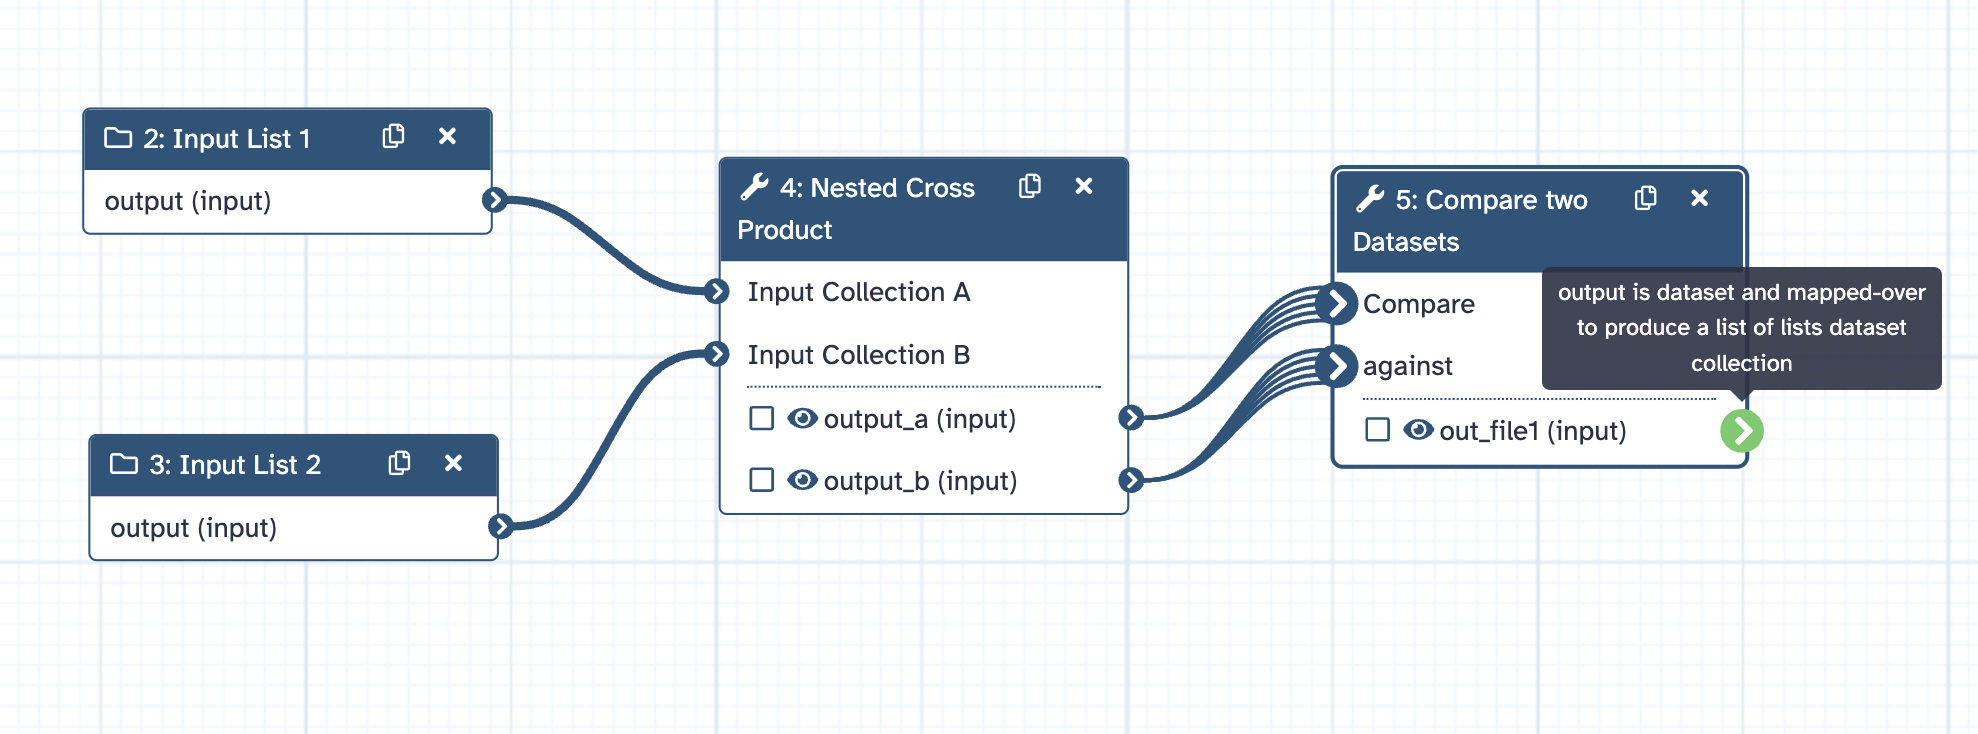 2: Input List 1
output (input)
3: Input List 2
output (input)
4: Nested Cross
Product
Input Collection A
Input Collection B
output_a (input)
output_b (input)
5: Compare two
Datasets
Compare
against
out_file1 (input)
output is dataset and mapped-over
to produce a list of lists dataset
collection